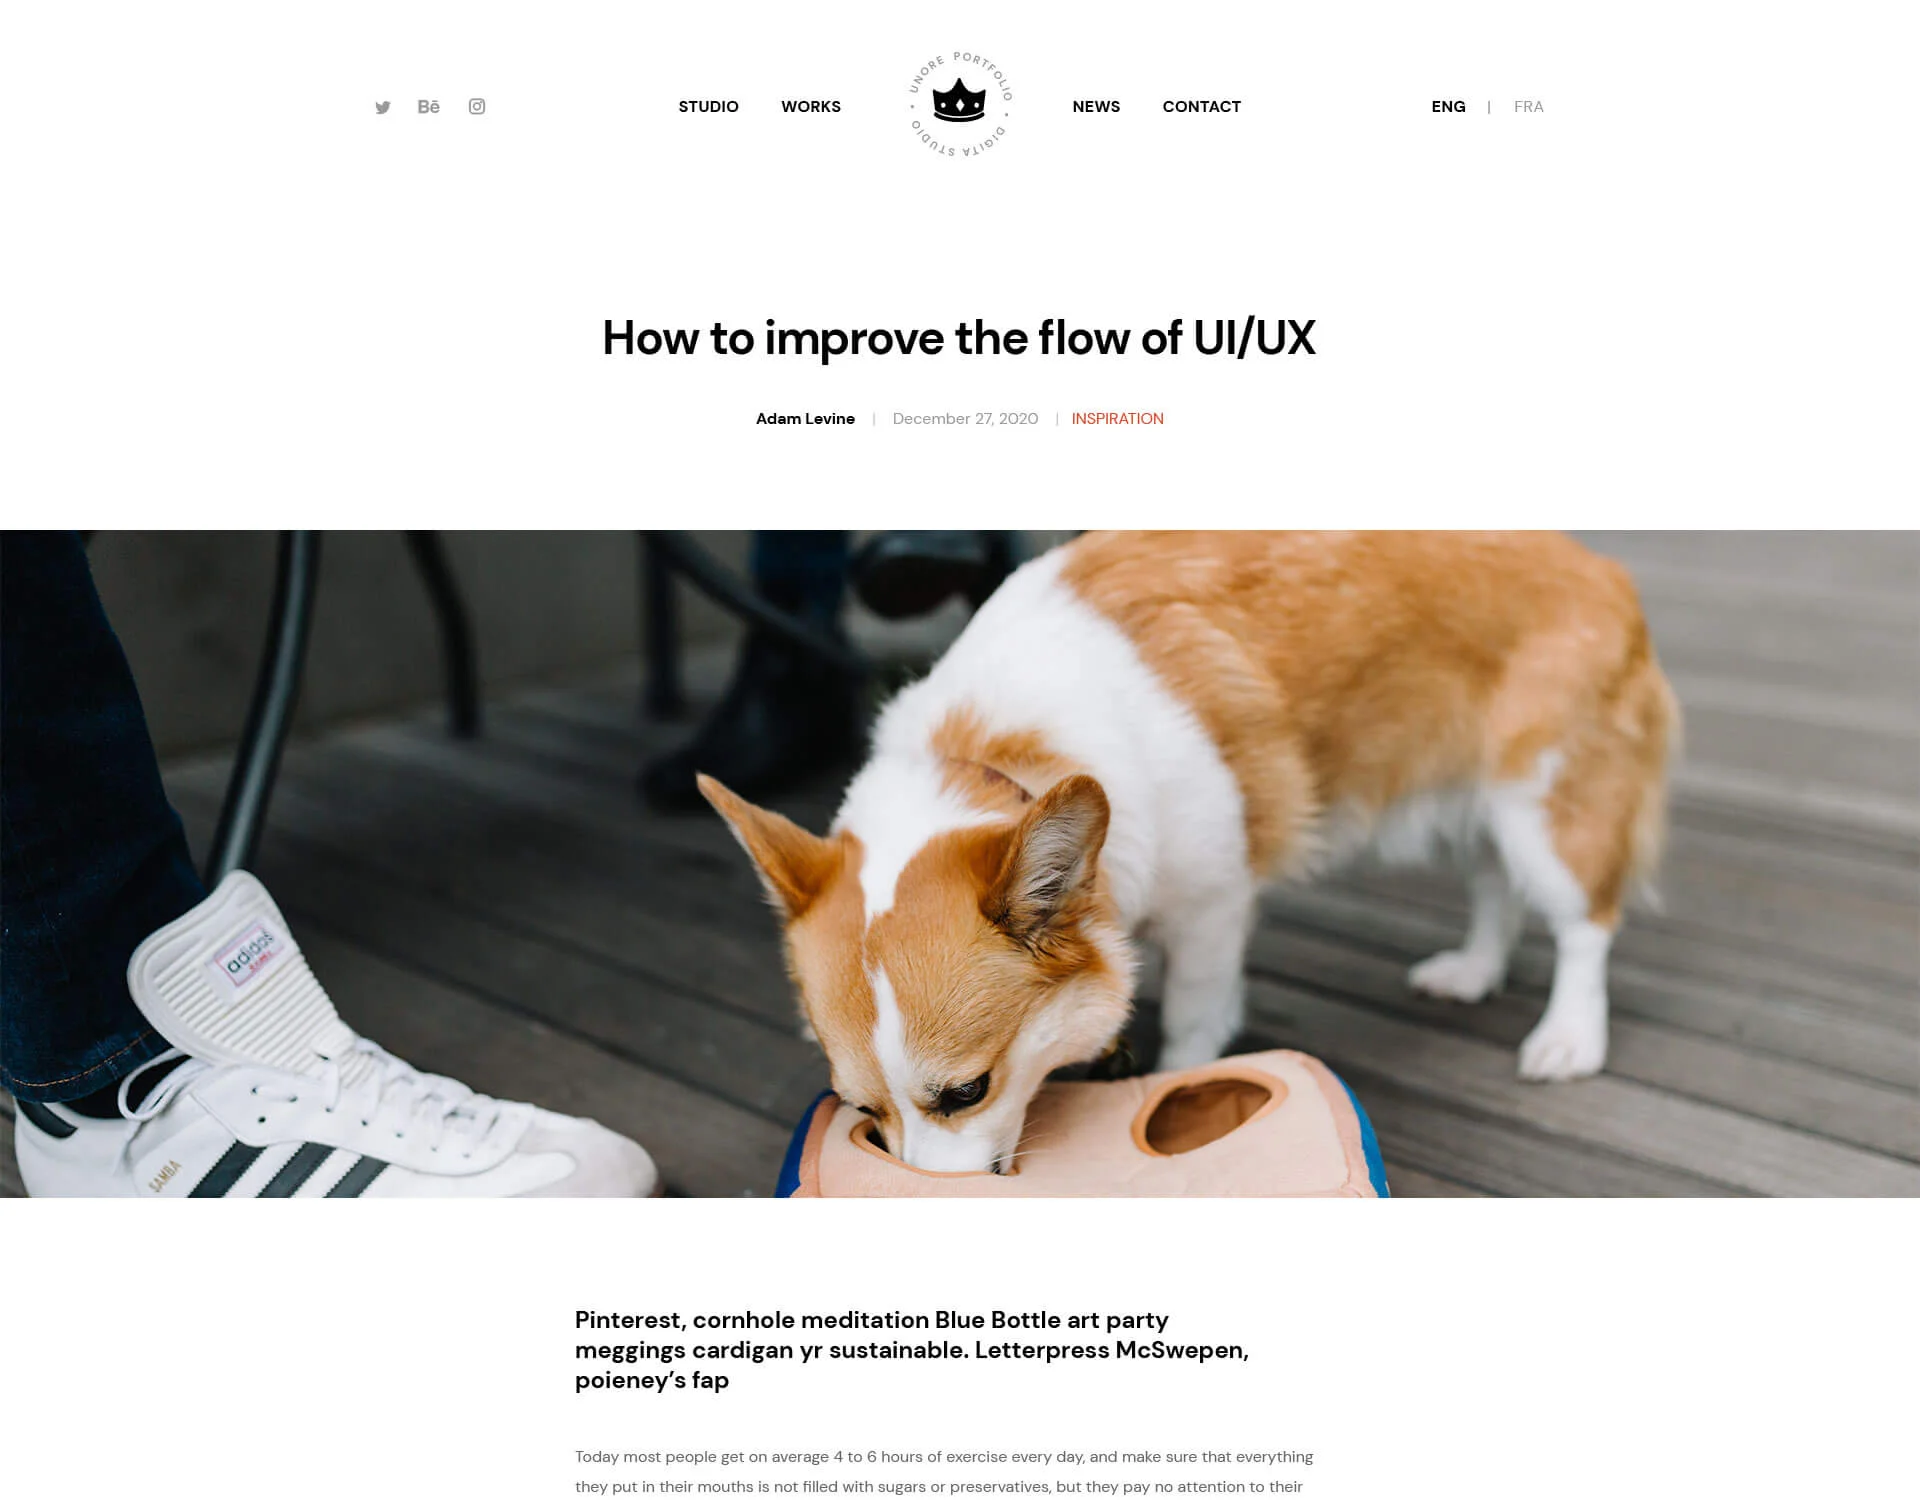 Bē
STUDIO
WORKS
UNORE PORTFOLIO • DIGITA STUDIO •
NEWS
CONTACT
ENG | FRA
How to improve the flow of UI/UX
Adam Levine | December 27, 2020 | INSPIRATION
adidas
SAMBA
Pinterest, cornhole meditation Blue Bottle art party
meggings cardigan yr sustainable. Letterpress McSwepen,
poieney’s fap
Today most people get on average 4 to 6 hours of exercise every day, and make sure that everything
they put in their mouths is not filled with sugars or preservatives, but they pay no attention to their